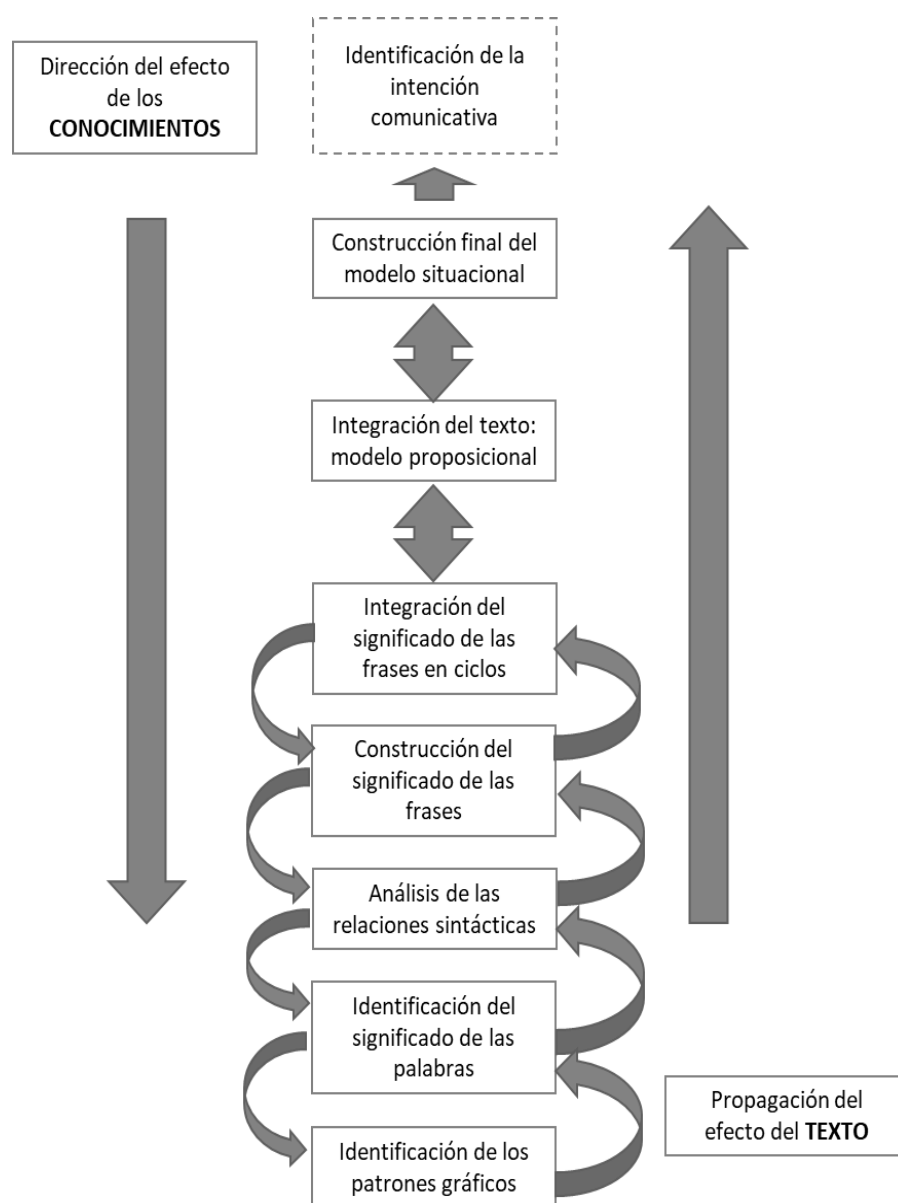 Dirección del efecto
de los
CONOCIMIENTOS
Identificación de la
intención
comunicativa
Construcción final del
modelo situacional
Integración del texto:
modelo proposicional
Integración del
significado de las
frases en ciclos
Construcción del
significado de las
frases
Análisis de las
relaciones sintácticas
Identificación del
significado de las
palabras
Propagación del
efecto del TEXTO
Identificación de los
patrones gráficos